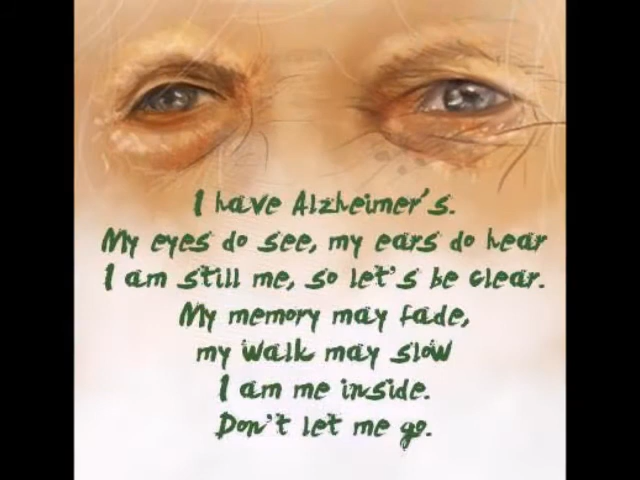 I have Alzheimer's.
My eyes do see, my ears do hear
I am still me, so let's be clear.
My memory may fade,
my walk may slow
I am me inside.
Don't let me go.